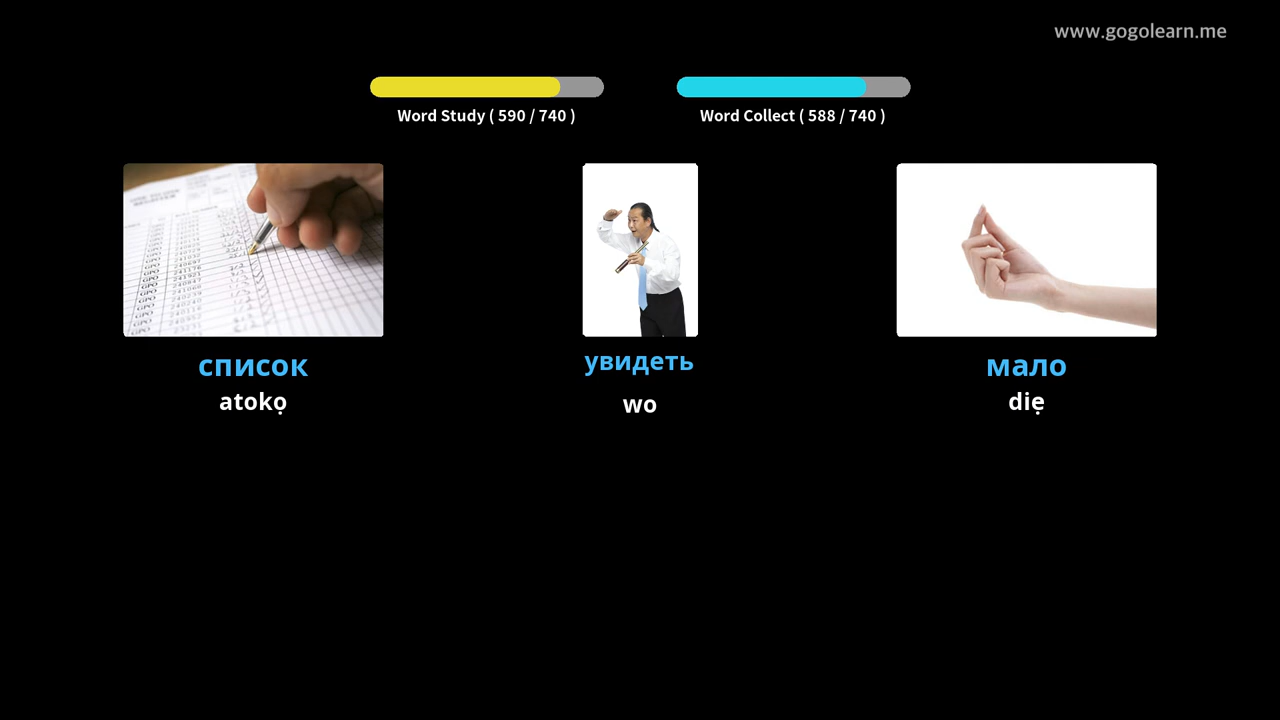 www.gogolearn.me
Word Study ( 590 / 740 )
Word Collect ( 588 / 740 )
список
увидеть
мало
atokọ
wo
diẹ